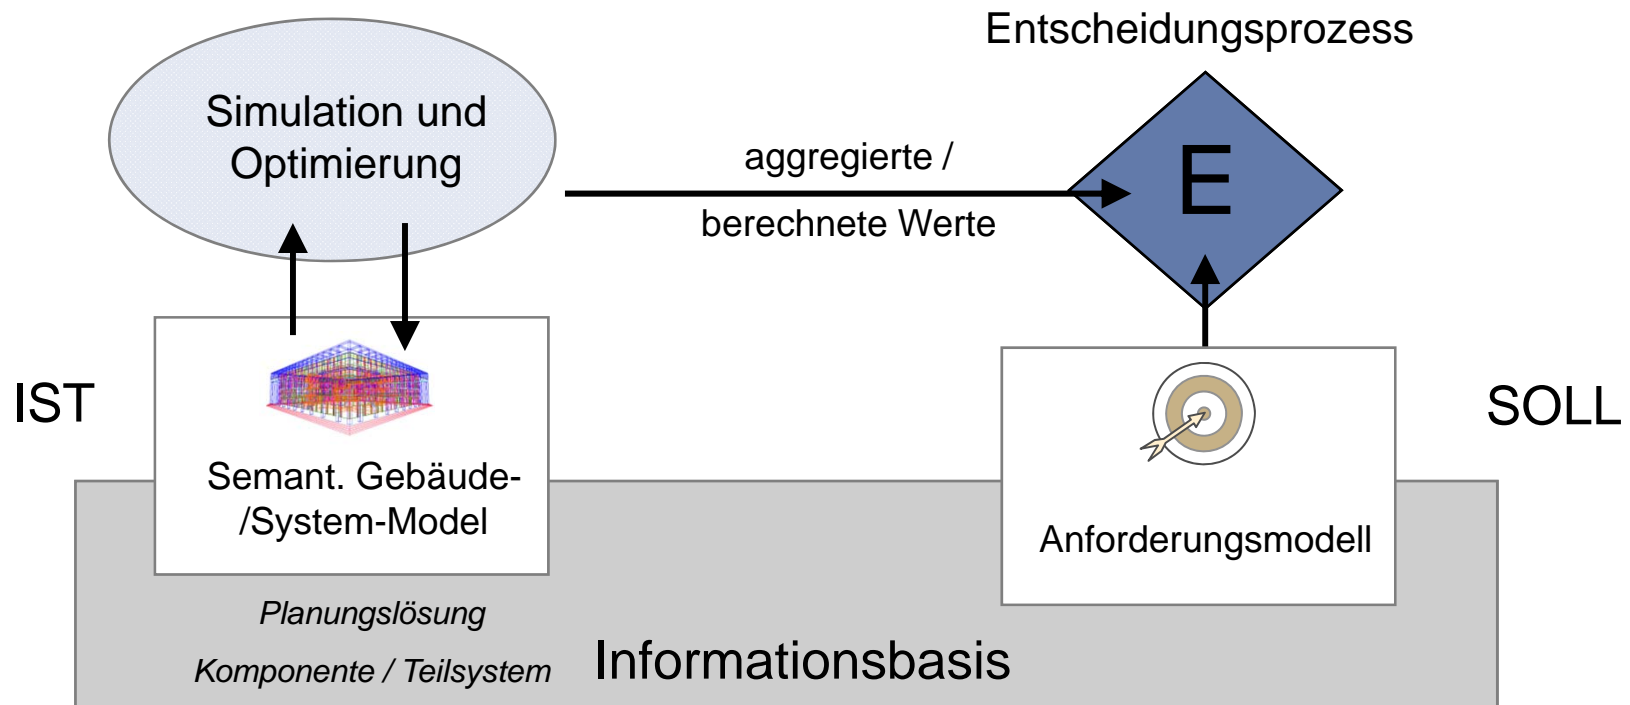 Entscheidungsprozess
Simulation und
Optimierung
aggregierte /
berechnete Werte
E
IST
SOLL
Semant. Gebäude-
/System-Model
Anforderungsmodell
Planungslösung
Komponente / Teilsystem
Informationsbasis